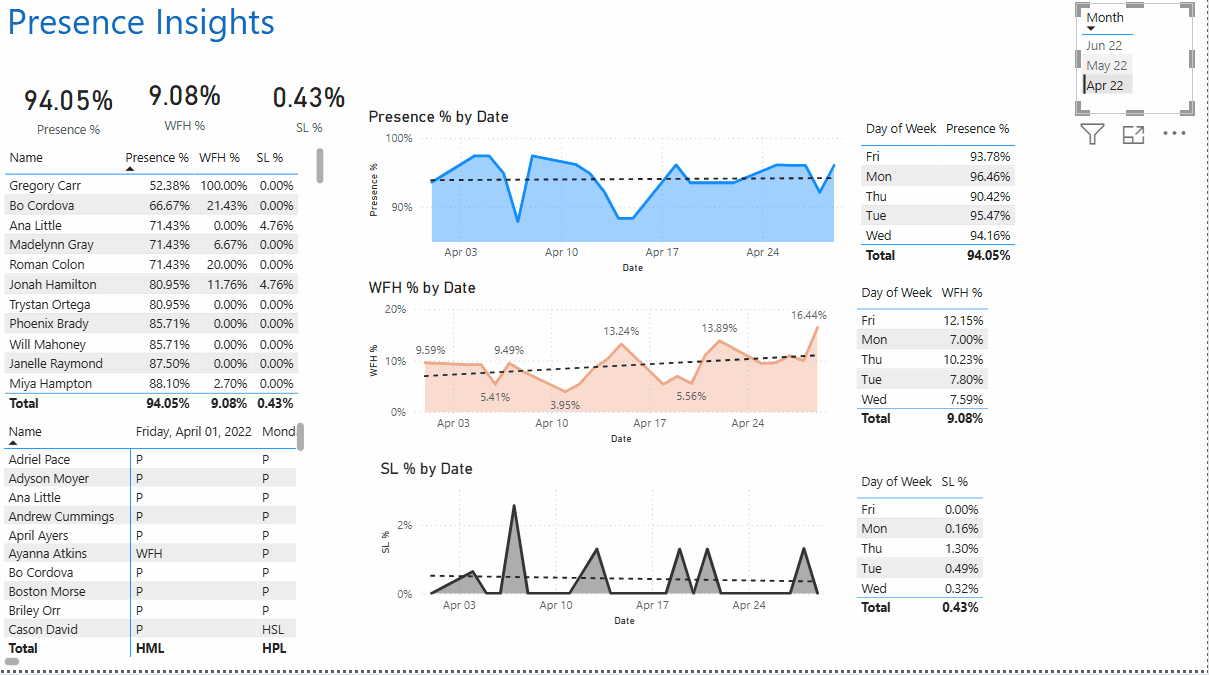 Presence Insights
Month
Jun 22
May 22
Apr 22
94.05%
Presence %
9.08%
WFH %
0.43%
SL %
Name Presence % WFH % SL %
Gregory Carr 52.38% 100.00% 0.00%
Bo Cordova 66.67% 21.43% 0.00%
Ana Little 71.43% 0.00% 4.76%
Madelynn Gray 71.43% 6.67% 0.00%
Roman Colon 71.43% 20.00% 0.00%
Jonah Hamilton 80.95% 11.76% 4.76%
Trystan Ortega 80.95% 0.00% 0.00%
Phoenix Brady 85.71% 0.00% 0.00%
Will Mahoney 85.71% 0.00% 0.00%
Janelle Raymond 87.50% 0.00% 0.00%
Miya Hampton 88.10% 2.70% 0.00%
Total 94.05% 9.08% 0.43%
Name Friday, April 01, 2022 Mond
Adriel Pace P P
Adyson Moyer P P
Ana Little P P
Andrew Cummings P P
April Ayers P P
Ayanna Atkins WFH P
Bo Cordova P P
Boston Morse P P
Briley Orr P P
Cason David P HSL
Total HML HPL
Presence % by Date
Presence %
100%
90%
Apr 03 Apr 10 Apr 17 Apr 24
Date
WFH % by Date
WFH %
20%
10%
0%
9.59%
5.41%
9.49%
3.95%
13.24%
5.56%
13.89%
16.44%
Apr 03 Apr 10 Apr 17 Apr 24
Date
SL % by Date
SL %
2%
0%
Apr 03 Apr 10 Apr 17 Apr 24
Date
Day of Week Presence %
Fri 93.78%
Mon 96.46%
Thu 90.42%
Tue 95.47%
Wed 94.16%
Total 94.05%
Day of Week WFH %
Fri 12.15%
Mon 7.00%
Thu 10.23%
Tue 7.80%
Wed 7.59%
Total 9.08%
Day of Week SL %
Fri 0.00%
Mon 0.16%
Thu 1.30%
Tue 0.49%
Wed 0.32%
Total 0.43%